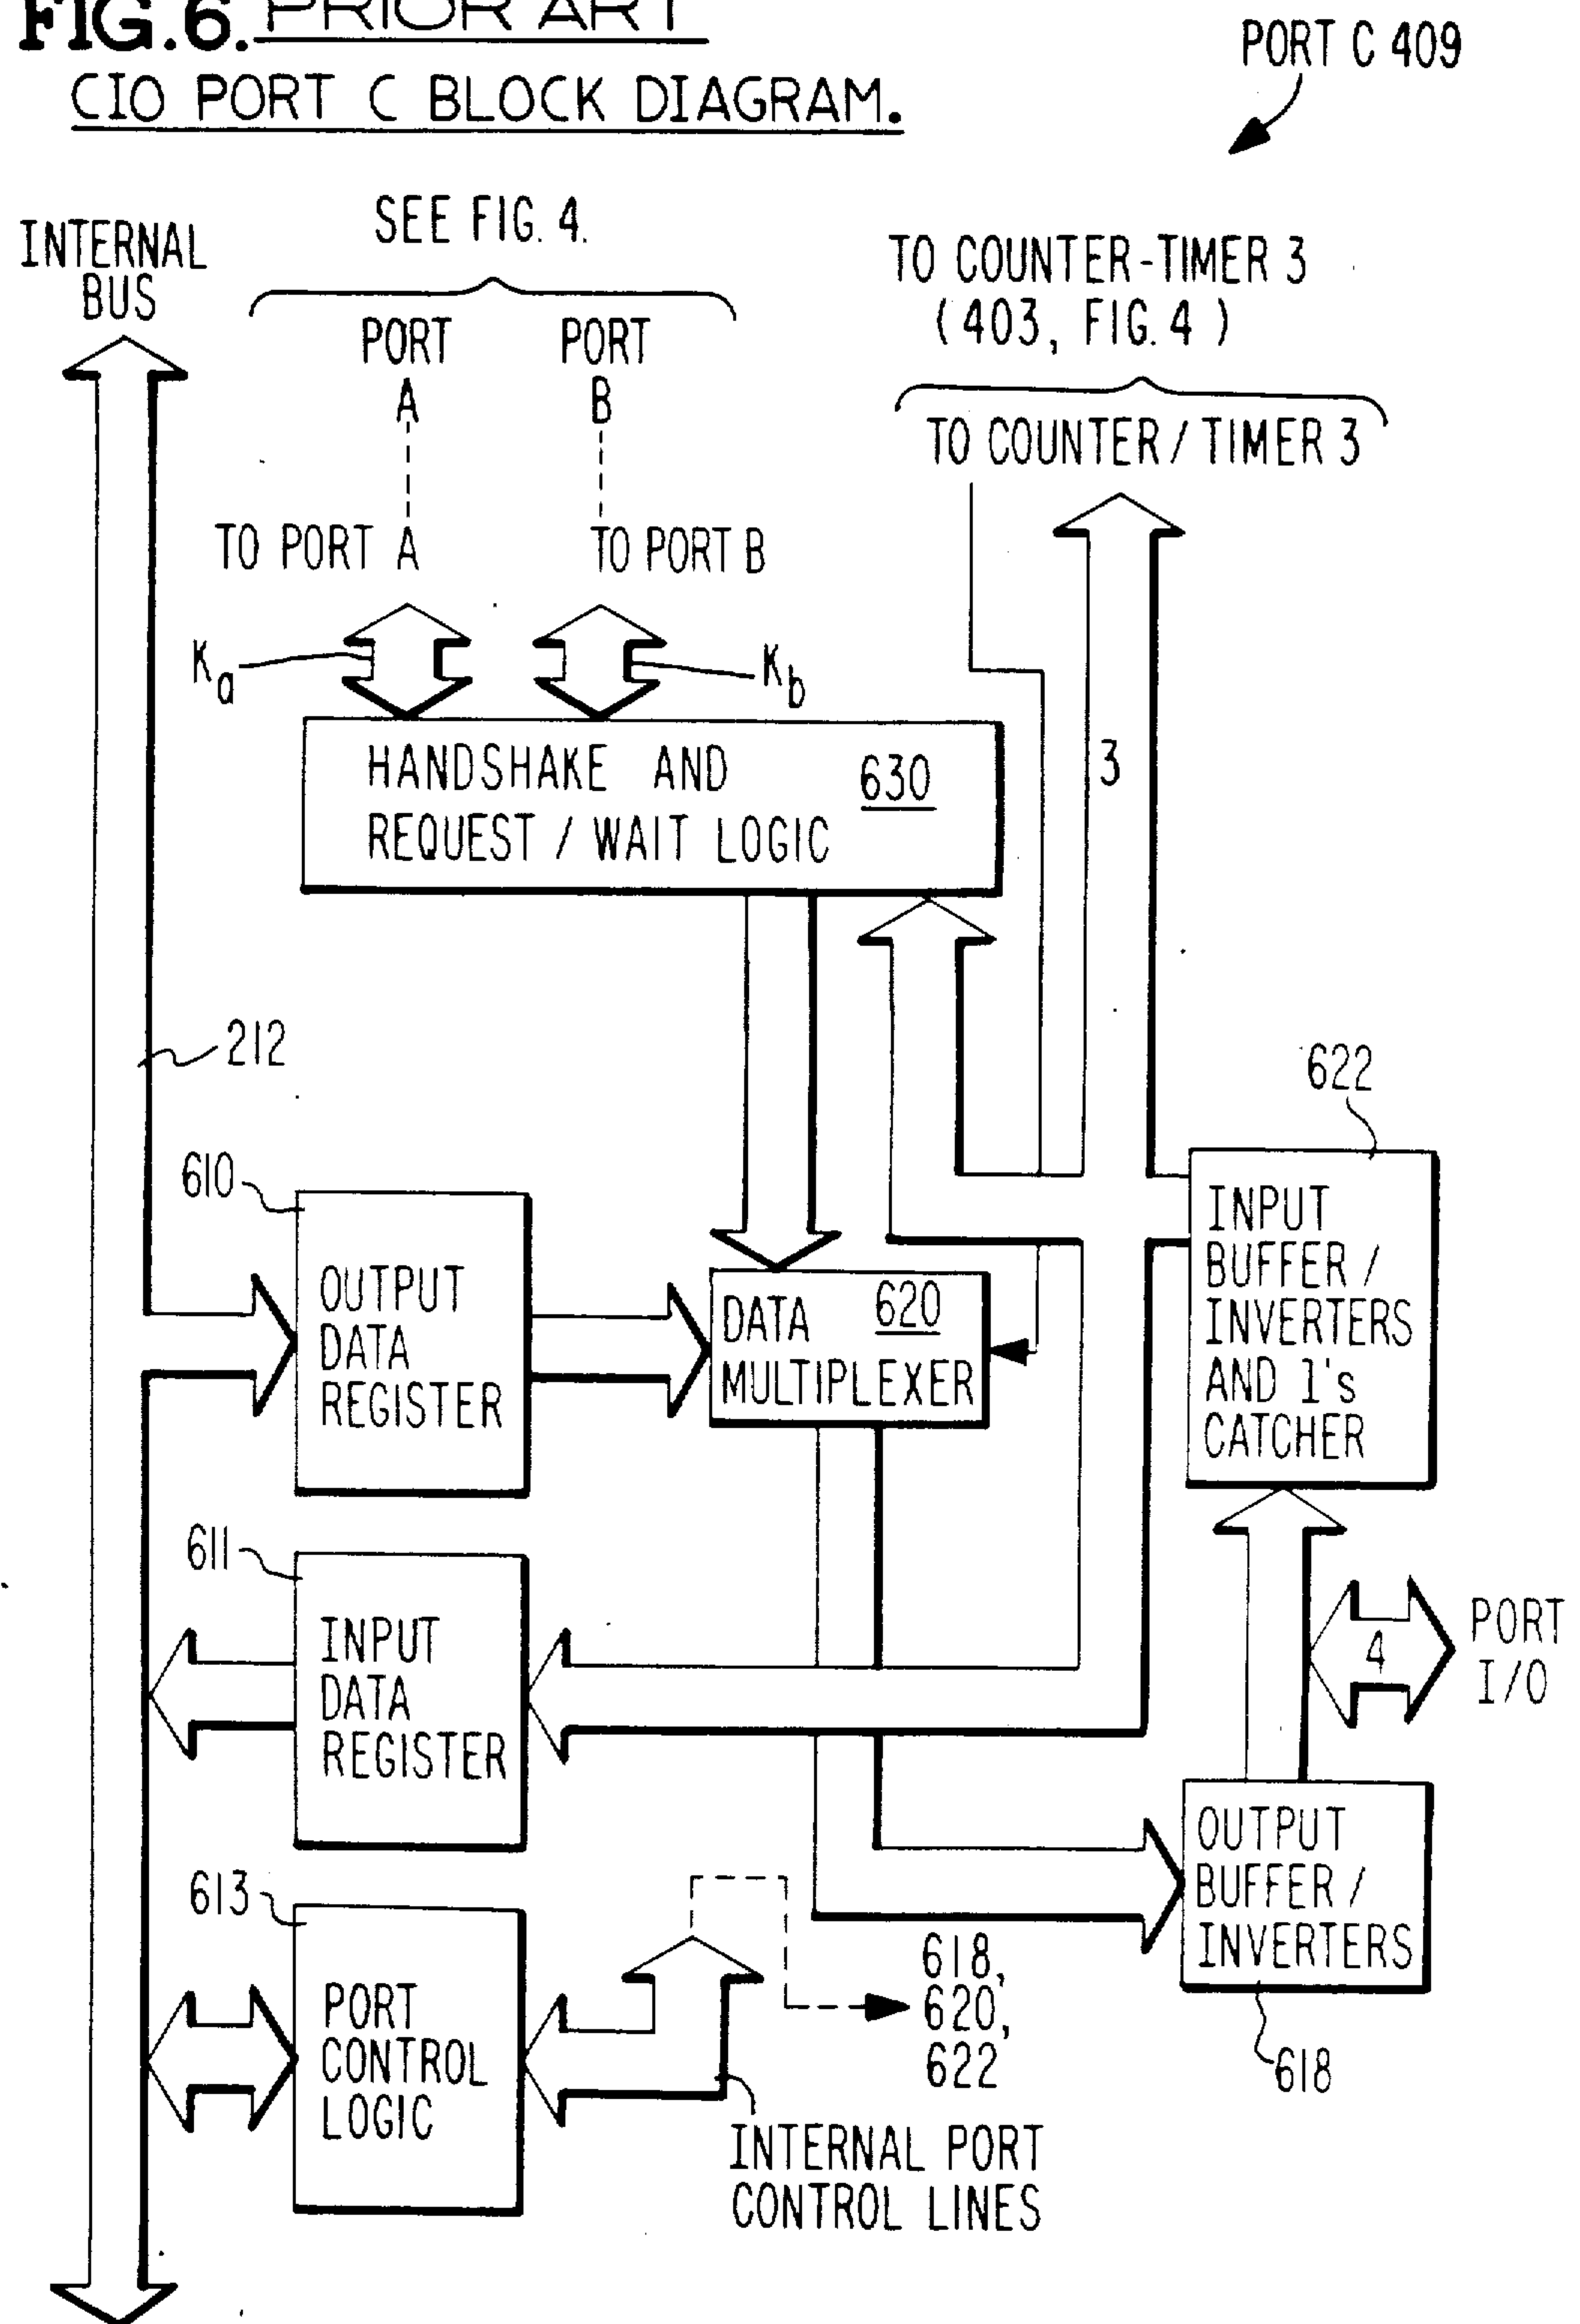 FIG.6. PRIOR ART
CIO PORT C BLOCK DIAGRAM.
PORT C 409
INTERNAL
BUS
SEE FIG. 4.
PORT
A
PORT
B
TO COUNTER-TIMER 3
(403, FIG. 4)
TO COUNTER / TIMER 3
TO PORT A
TO PORT B
Ka
Kb
HANDSHAKE AND 630
REQUEST / WAIT LOGIC
3
212
622
610
OUTPUT
DATA
REGISTER
620
DATA
MULTIPLEXER
INPUT
BUFFER /
INVERTERS
AND 1's
CATCHER
611
INPUT
DATA
REGISTER
4
PORT
I/O
OUTPUT
BUFFER /
INVERTERS
618
613
PORT
CONTROL
LOGIC
618,
620,
622
INTERNAL PORT
CONTROL LINES